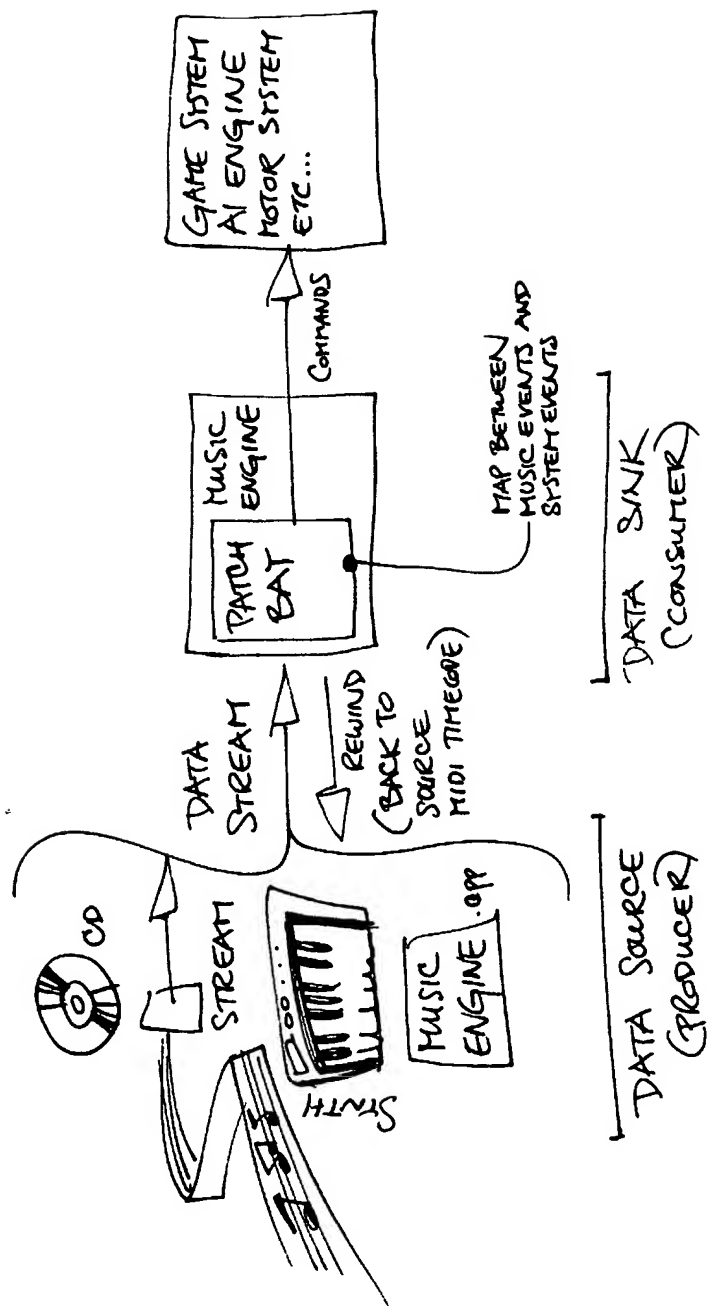 CD
STREAM
SYNTH
MUSIC
ENGINE .app
DATA SOURCE
(PRODUCER)
DATA
STREAM
REWIND
(BACK TO
SOURCE
MIDI TIMECODE)
MUSIC
ENGINE
PATCH
BAY
MAP BETWEEN
MUSIC EVENTS AND
SYSTEM EVENTS
DATA SINK
(CONSUMER)
COMMANDS
GAME SYSTEM
AI ENGINE
MOTOR SYSTEM
ETC...